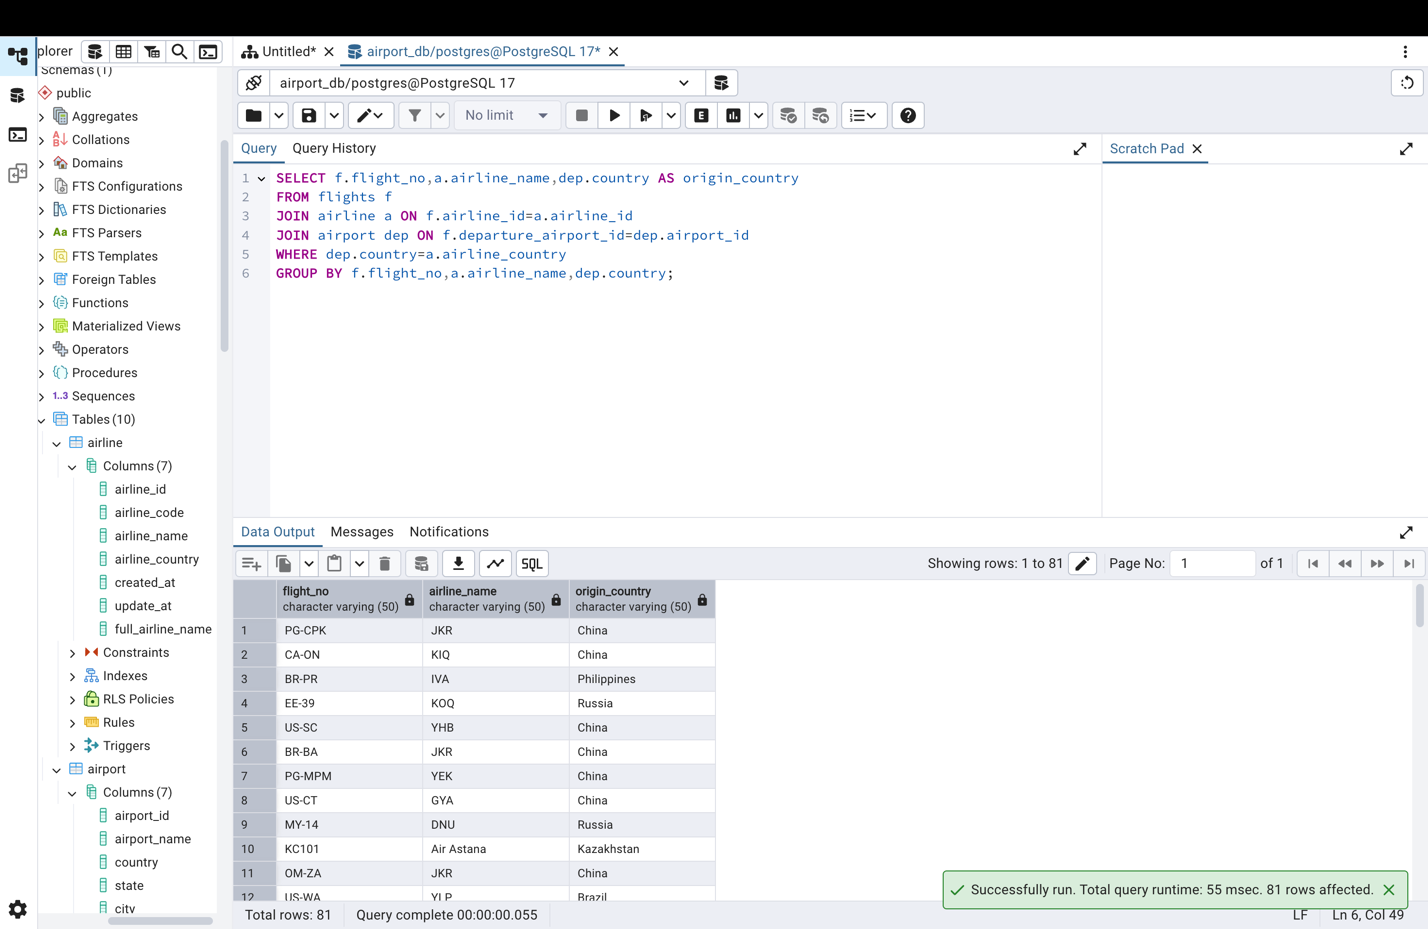 plorer
Untitled*
airport_db/postgres@PostgreSQL 17*
Schemas (1)
public
Aggregates
Collations
Domains
FTS Configurations
FTS Dictionaries
Aa FTS Parsers
FTS Templates
Foreign Tables
Functions
Materialized Views
Operators
Procedures
1..3 Sequences
Tables (10)
airline
Columns (7)
airline_id
airline_code
airline_name
airline_country
created_at
update_at
full_airline_name
Constraints
Indexes
RLS Policies
Rules
Triggers
airport
Columns (7)
airport_id
airport_name
country
state
city
airport_db/postgres@PostgreSQL 17
No limit
E
Query
Query History
Scratch Pad
1 SELECT f.flight_no,a.airline_name,dep.country AS origin_country
2 FROM flights f
3 JOIN airline a ON f.airline_id=a.airline_id
4 JOIN airport dep ON f.departure_airport_id=dep.airport_id
5 WHERE dep.country=a.airline_country
6 GROUP BY f.flight_no,a.airline_name,dep.country;
Data Output
Messages
Notifications
SQL
Showing rows: 1 to 81
Page No: 1 of 1
flight_no airline_name origin_country
character varying (50) character varying (50) character varying (50)
1 PG-CPK JKR China
2 CA-ON KIQ China
3 BR-PR IVA Philippines
4 EE-39 KOQ Russia
5 US-SC YHB China
6 BR-BA JKR China
7 PG-MPM YEK China
8 US-CT GYA China
9 MY-14 DNU Russia
10 KC101 Air Astana Kazakhstan
11 OM-ZA JKR China
12 US-WA YLP Brazil
Successfully run. Total query runtime: 55 msec. 81 rows affected.
Total rows: 81
Query complete 00:00:00.055
LF
Ln 6, Col 49